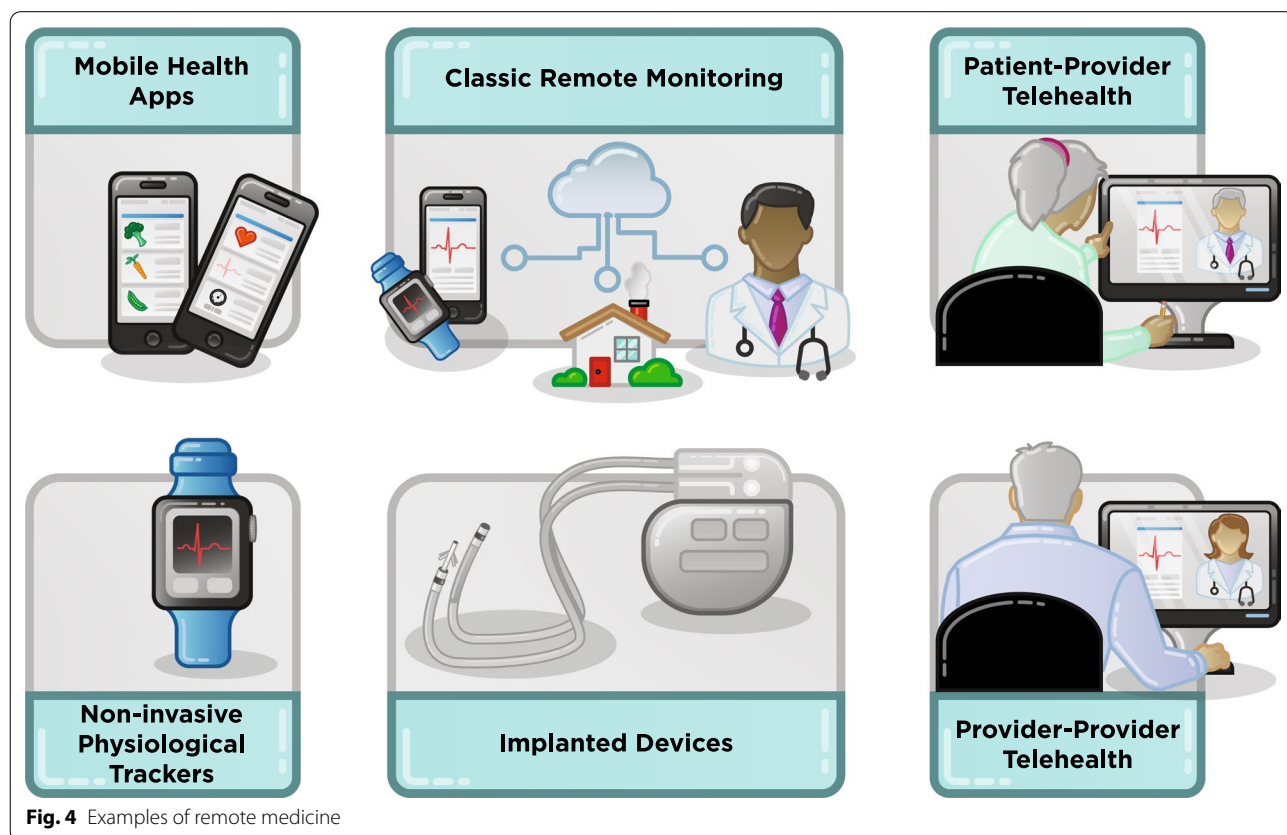 Mobile Health
Apps
Classic Remote Monitoring
Patient-Provider
Telehealth
Non-invasive
Physiological
Trackers
Implanted Devices
Provider-Provider
Telehealth
Fig. 4 Examples of remote medicine